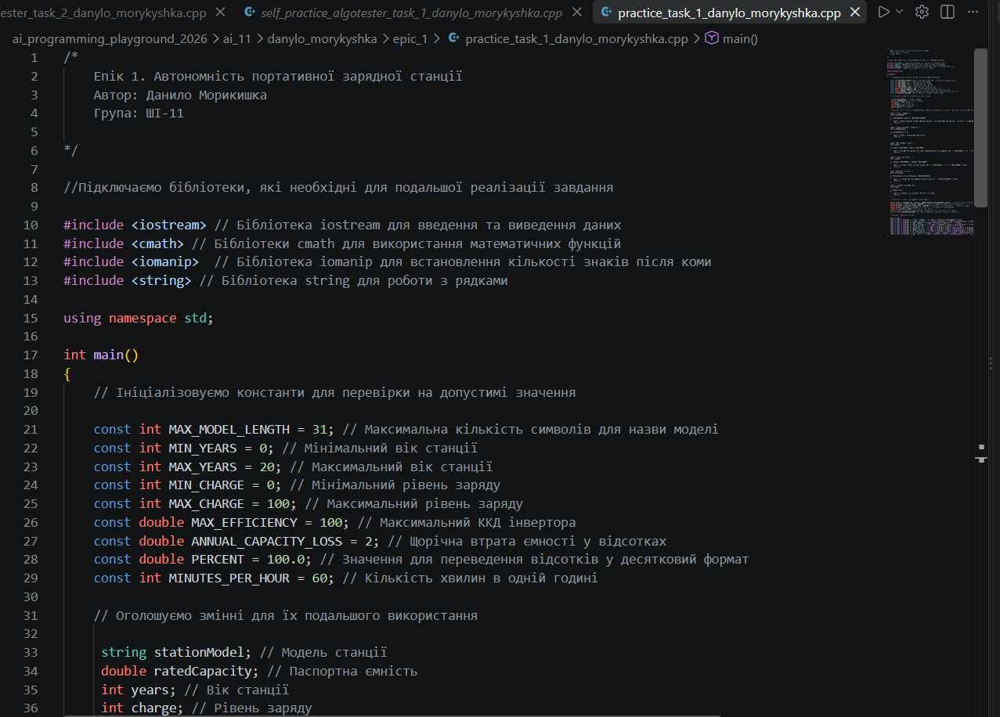 ester_task_2_danylo_morykyshka.cpp self_practice_algotester_task_1_danylo_morykyshka.cpp practice_task_1_danylo_morykyshka.cpp
ai_programming_playground_2026 > ai_11 > danylo_morykyshka > epic_1 > practice_task_1_danylo_morykyshka.cpp > main()
1 /*
2 Епік 1. Автономність портативної зарядної станції
3 Автор: Данило Морикишка
4 Група: ШІ-11
5
6 */
7
8 //Підключаємо бібліотеки, які необхідні для подальшої реалізації завдання
9
10 #include <iostream> // Бібліотека iostream для введення та виведення даних
11 #include <cmath> // Бібліотеки cmath для використання математичних функцій
12 #include <iomanip>  // Бібліотека iomanip для встановлення кількості знаків після коми
13 #include <string> // Бібліотека string для роботи з рядками
14
15 using namespace std;
16
17 int main()
18 {
19 // Ініціалізовуємо константи для перевірки на допустимі значення
20
21 const int MAX_MODEL_LENGTH = 31; // Максимальна кількість символів для назви моделі
22 const int MIN_YEARS = 0; // Мінімальний вік станції
23 const int MAX_YEARS = 20; // Максимальний вік станції
24 const int MIN_CHARGE = 0; // Мінімальний рівень заряду
25 const int MAX_CHARGE = 100; // Максимальний рівень заряду
26 const double MAX_EFFICIENCY = 100; // Максимальний ККД інвертора
27 const double ANNUAL_CAPACITY_LOSS = 2; // Щорічна втрата ємності у відсотках
28 const double PERCENT = 100.0; // Значення для переведення відсотків у десятковий формат
29 const int MINUTES_PER_HOUR = 60; // Кількість хвилин в одній годині
30
31 // Оголошуємо змінні для їх подальшого використання
32
33 string stationModel; // Модель станції
34 double ratedCapacity; // Паспортна ємність
35 int years; // Вік станції
36 int charge; // Рівень заряду